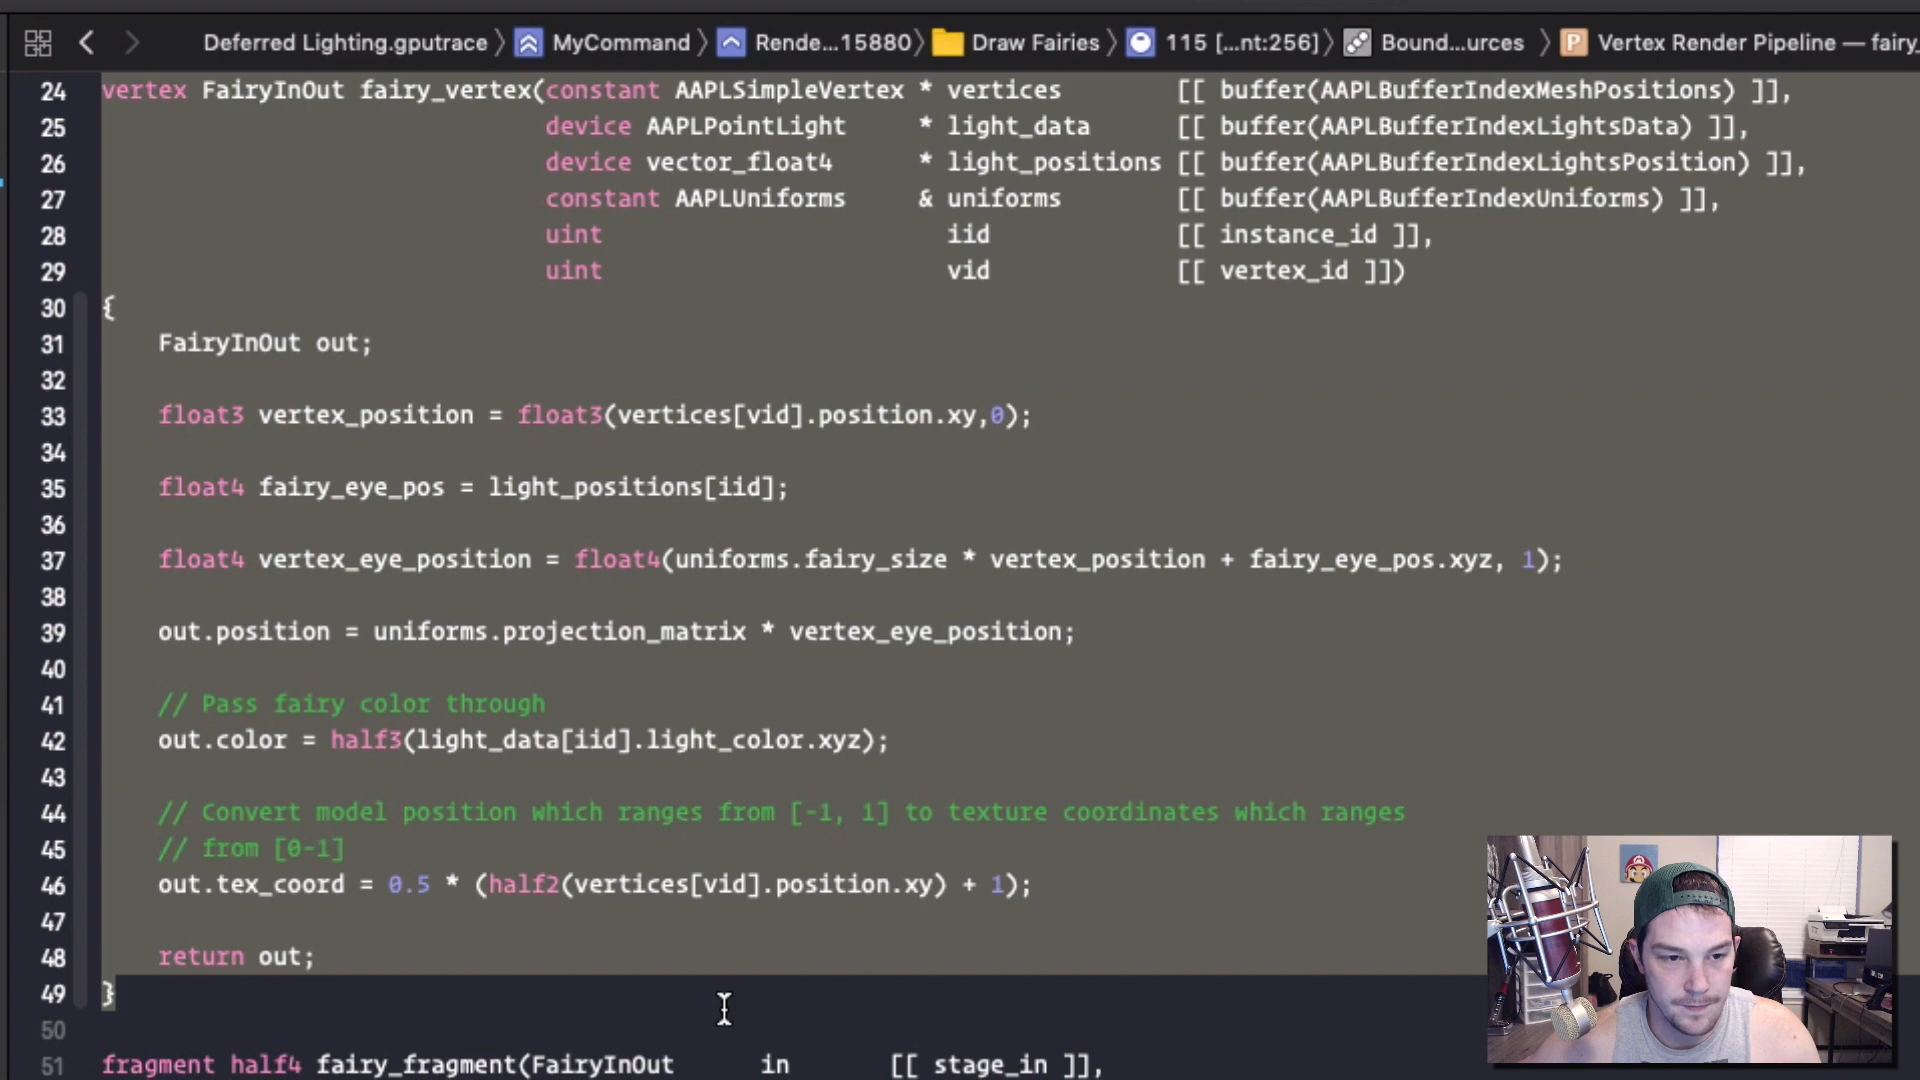 Deferred Lighting.gputrace 〉 MyCommand 〉 Rende...15880〉 Draw Fairies 〉 115 [...nt:256]〉 Bound...urces 〉 P Vertex Render Pipeline — fairy_
24 vertex FairyInOut fairy_vertex(constant AAPLSimpleVertex * vertices [[ buffer(AAPLBufferIndexMeshPositions) ]],
25 device AAPLPointLight * light_data [[ buffer(AAPLBufferIndexLightsData) ]],
26 device vector_float4 * light_positions [[ buffer(AAPLBufferIndexLightsPosition) ]],
27 constant AAPLUniforms & uniforms [[ buffer(AAPLBufferIndexUniforms) ]],
28 uint iid [[ instance_id ]],
29 uint vid [[ vertex_id ]])
30 {
31 FairyInOut out;
32
33 float3 vertex_position = float3(vertices[vid].position.xy,0);
34
35 float4 fairy_eye_pos = light_positions[iid];
36
37 float4 vertex_eye_position = float4(uniforms.fairy_size * vertex_position + fairy_eye_pos.xyz, 1);
38
39 out.position = uniforms.projection_matrix * vertex_eye_position;
40
41 // Pass fairy color through
42 out.color = half3(light_data[iid].light_color.xyz);
43
44 // Convert model position which ranges from [-1, 1] to texture coordinates which ranges
45 // from [0-1]
46 out.tex_coord = 0.5 * (half2(vertices[vid].position.xy) + 1);
47
48 return out;
49 }
50
51 fragment half4 fairy_fragment(FairyInOut in [[ stage_in ]],